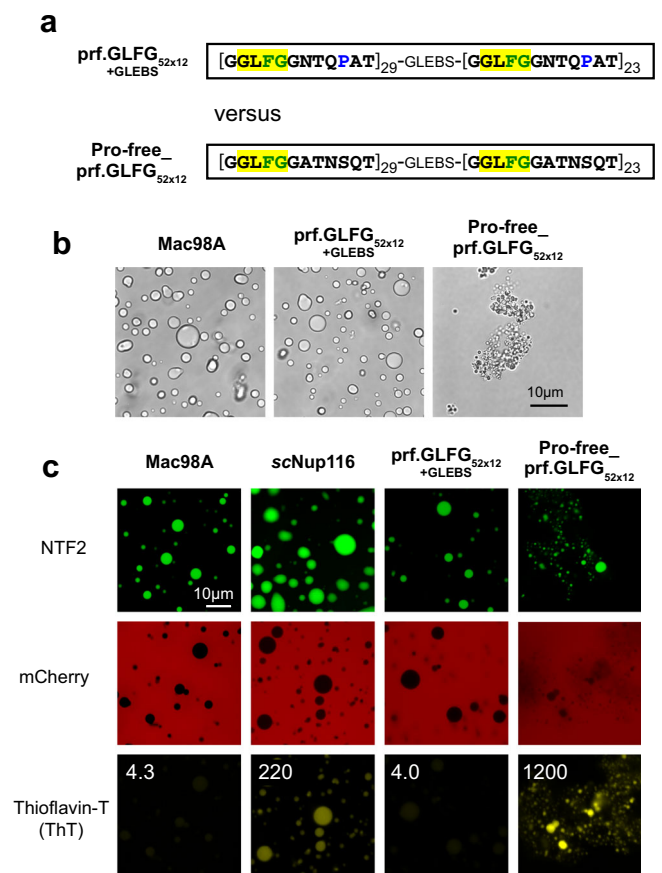 a
prf.GLFG52x12
+GLEBS
[GGLFGGNTQPAT]29-GLEBS-[GGLFGGNTQPAT]23
versus
Pro-free_
prf.GLFG52x12
[GGLFGGATNSQT]29-GLEBS-[GGLFGGATNSQT]23
b
Mac98A
prf.GLFG52x12
+GLEBS
Pro-free_
prf.GLFG52x12
10μm
c
Mac98A
scNup116
prf.GLFG52x12
+GLEBS
Pro-free_
prf.GLFG52x12
NTF2
10μm
mCherry
Thioflavin-T
(ThT)
4.3
220
4.0
1200